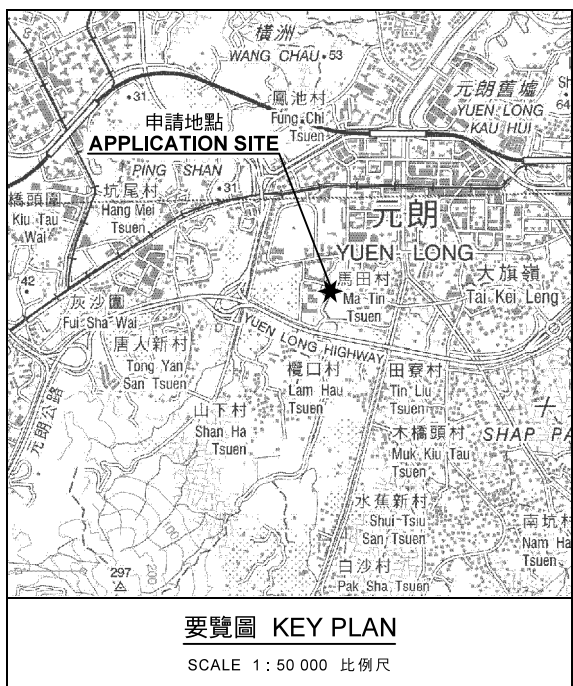 橫洲
WANG CHAU
53
31
鳳池村
Fung Chi
Tsuen
元朗舊墟
YUEN LONG
KAU HUI
64
申請地點
APPLICATION SITE
PING SHAN
坑尾村
Hang Mei
Tsuen
31
橋頭圍
Kiu Tau
Wai
元朗
YUEN LONG
42
灰沙圍
Fui Sha Wai
馬田村
Ma Tin
Tsuen
大旗嶺
Tai Kei Leng
YUEN LONG HIGHWAY
唐人新村
Tong Yan
San Tsuen
欖口村
Lam Hau
Tsuen
田寮村
Tin Liu
Tsuen
元朗公路
山下村
Shan Ha
Tsuen
木橋頭村
Muk Kiu Tau
Tsuen
SHAP PA
水蕉新村
Shui Tsiu
San Tsuen
南坑村
Nam Ha
Tsuen
100
200
297
白沙村
Pak Sha Tsuen
要覽圖 KEY PLAN
SCALE 1 : 50 000 比例尺